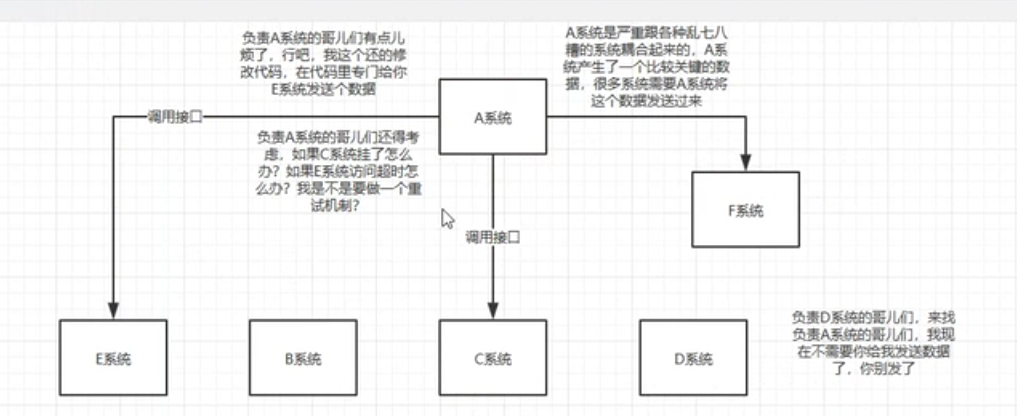 负责A系统的哥儿们有点儿
烦了，行吧，我这个还的修
改代码，在代码里专门给你
E系统发送个数据
A系统是严重跟各种乱七八
糟的系统耦合起来的，A系
统产生了一个比较关键的数
据，很多系统需要A系统将
这个数据发送过来
调用接口
A系统
负责A系统的哥儿们还得考
虑，如果C系统挂了怎么
办？如果E系统访问超时怎
么办？我是不是要做一个重
试机制？
F系统
调用接口
E系统
B系统
C系统
D系统
负责D系统的哥儿们，来找
负责A系统的哥儿们，我现
在不需要你给我发送数据
了，你别发了